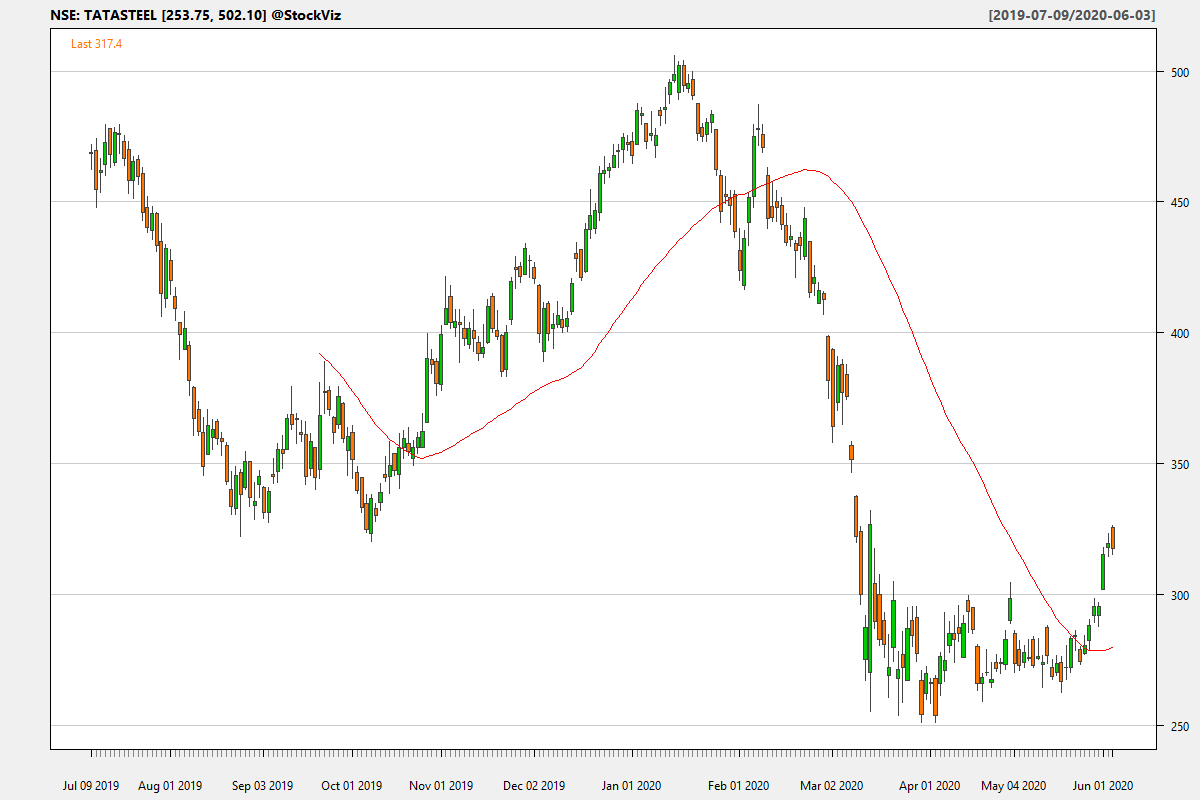 NSE: TATASTEEL [253.75, 502.10] @StockViz [2019-07-09/2020-06-03]
Last 317.4
500
450
400
350
300
250
Jul 09 2019 Aug 01 2019 Sep 03 2019 Oct 01 2019 Nov 01 2019 Dec 02 2019 Jan 01 2020 Feb 01 2020 Mar 02 2020 Apr 01 2020 May 04 2020 Jun 01 2020